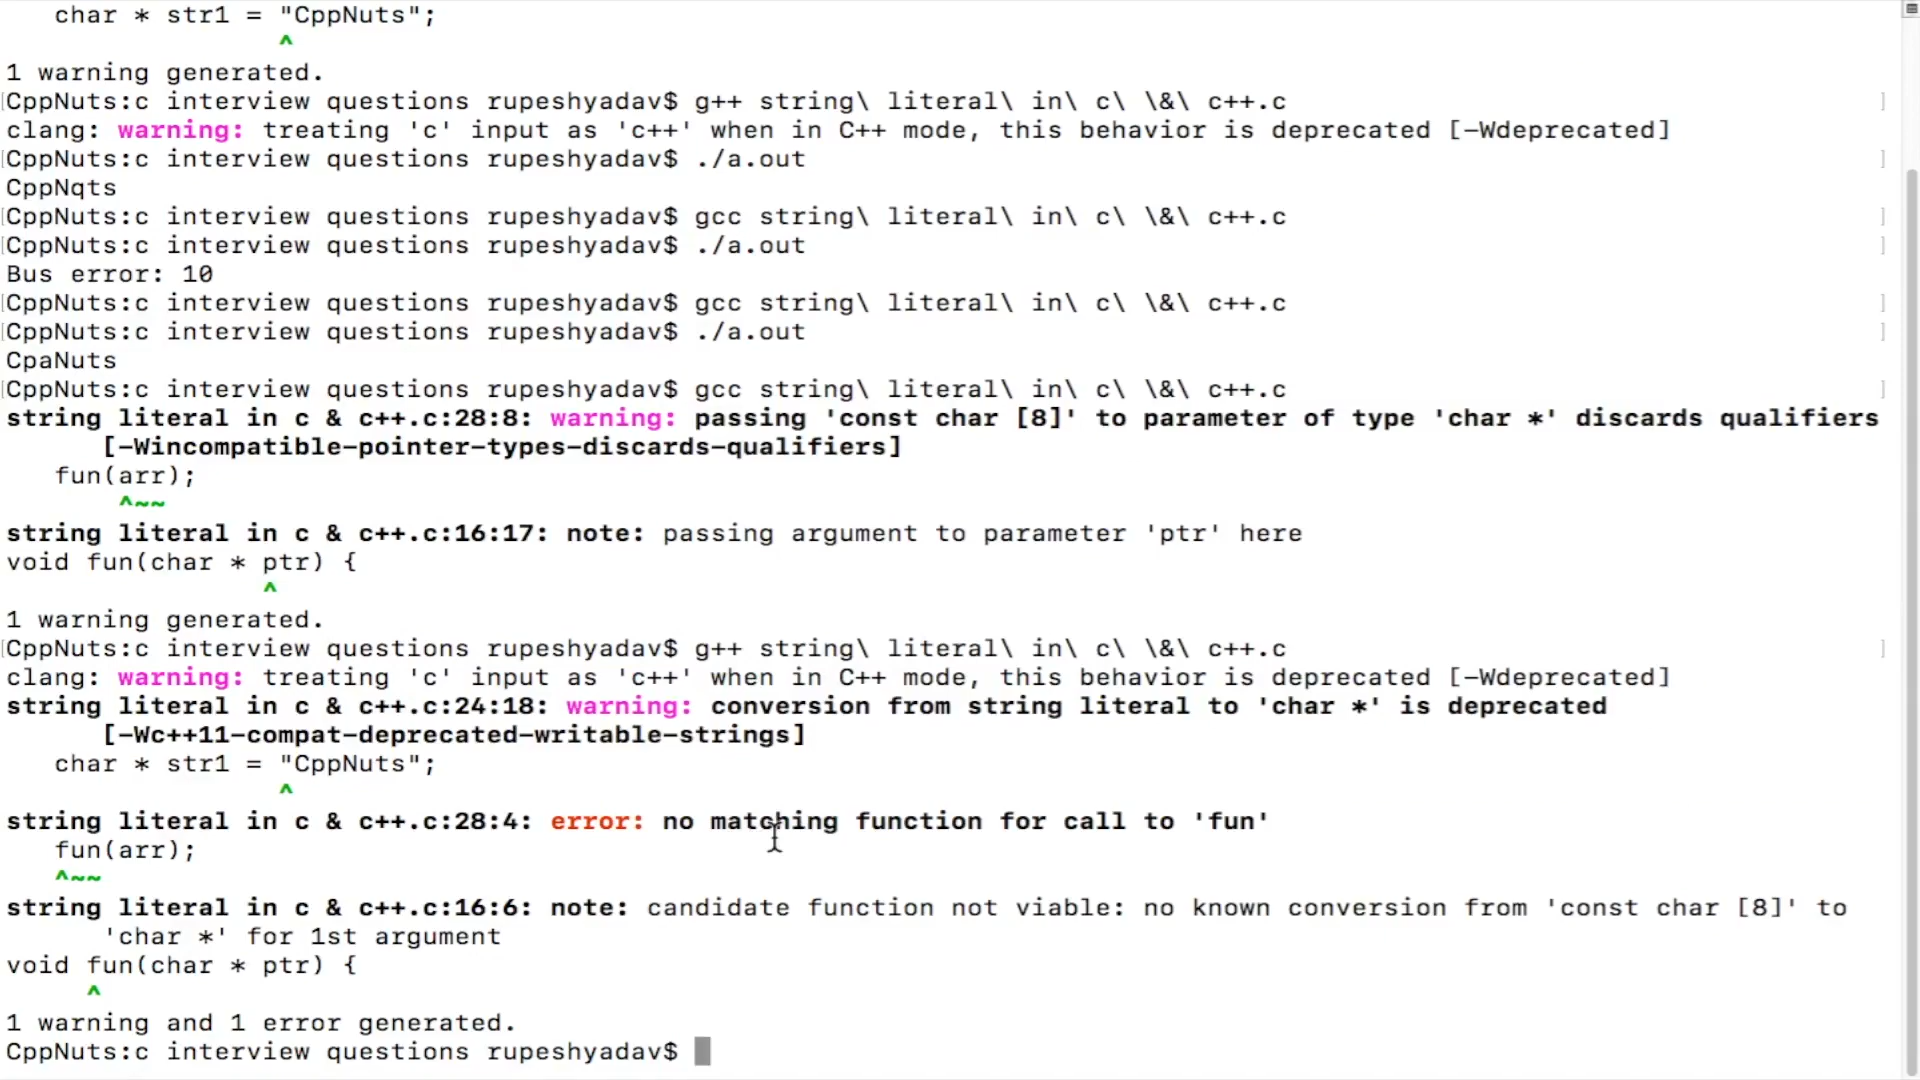 char * str1 = "CppNuts";
^
1 warning generated.
[CppNuts:c interview questions rupeshyadav$ g++ string\ literal\ in\ c\ \&\ c++.c ]
clang: warning: treating 'c' input as 'c++' when in C++ mode, this behavior is deprecated [-Wdeprecated]
[CppNuts:c interview questions rupeshyadav$ ./a.out ]
CppNqts
[CppNuts:c interview questions rupeshyadav$ gcc string\ literal\ in\ c\ \&\ c++.c ]
[CppNuts:c interview questions rupeshyadav$ ./a.out ]
Bus error: 10
[CppNuts:c interview questions rupeshyadav$ gcc string\ literal\ in\ c\ \&\ c++.c ]
[CppNuts:c interview questions rupeshyadav$ ./a.out ]
CpaNuts
[CppNuts:c interview questions rupeshyadav$ gcc string\ literal\ in\ c\ \&\ c++.c ]
string literal in c & c++.c:28:8: warning: passing 'const char [8]' to parameter of type 'char *' discards qualifiers
[-Wincompatible-pointer-types-discards-qualifiers]
fun(arr);
^~~
string literal in c & c++.c:16:17: note: passing argument to parameter 'ptr' here
void fun(char * ptr) {
^
1 warning generated.
[CppNuts:c interview questions rupeshyadav$ g++ string\ literal\ in\ c\ \&\ c++.c ]
clang: warning: treating 'c' input as 'c++' when in C++ mode, this behavior is deprecated [-Wdeprecated]
string literal in c & c++.c:24:18: warning: conversion from string literal to 'char *' is deprecated
[-Wc++11-compat-deprecated-writable-strings]
char * str1 = "CppNuts";
^
string literal in c & c++.c:28:4: error: no matching function for call to 'fun'
fun(arr);
^~~
string literal in c & c++.c:16:6: note: candidate function not viable: no known conversion from 'const char [8]' to
'char *' for 1st argument
void fun(char * ptr) {
^
1 warning and 1 error generated.
CppNuts:c interview questions rupeshyadav$